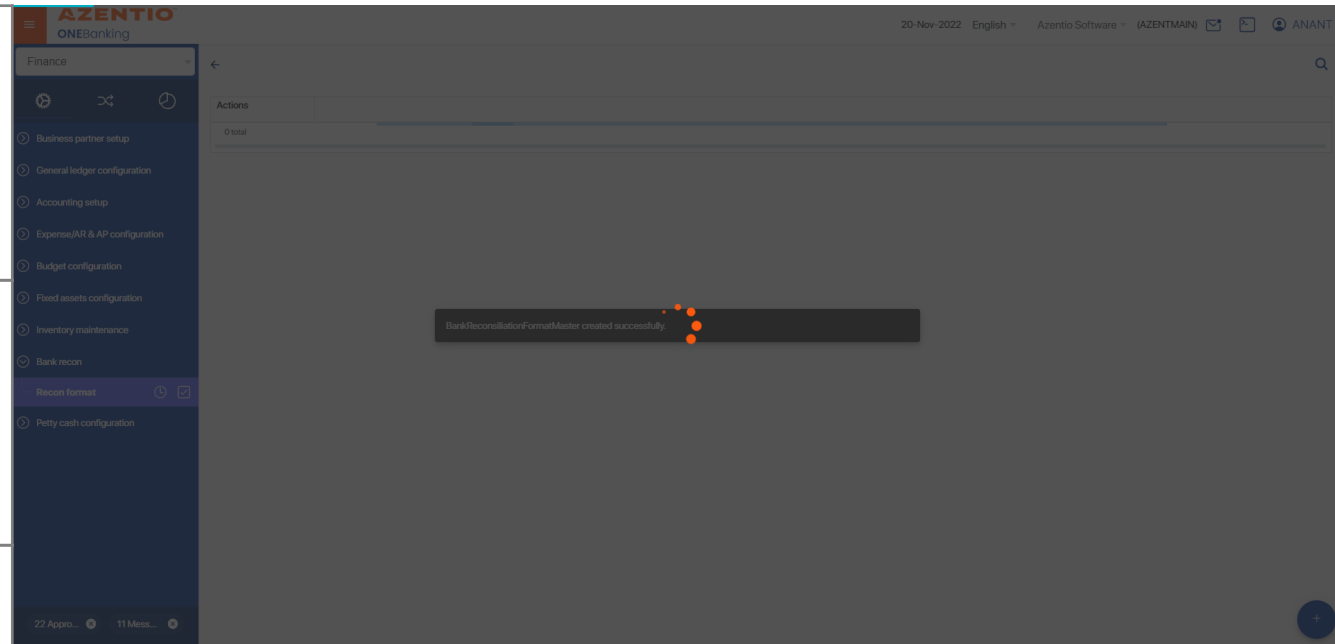 AZENTIO
ONEBanking
20-Nov-2022 English Azentio Software (AZENTMAIN) ANANT
Finance
Actions
0 total
Business partner setup
General ledger configuration
Accounting setup
Expense/AR & AP configuration
Budget configuration
Fixed assets configuration
Inventory maintenance
BankReconsiliationFormatMaster created successfully.
Bank recon
Recon format
Petty cash configuration
22 Appro... 11 Mess...